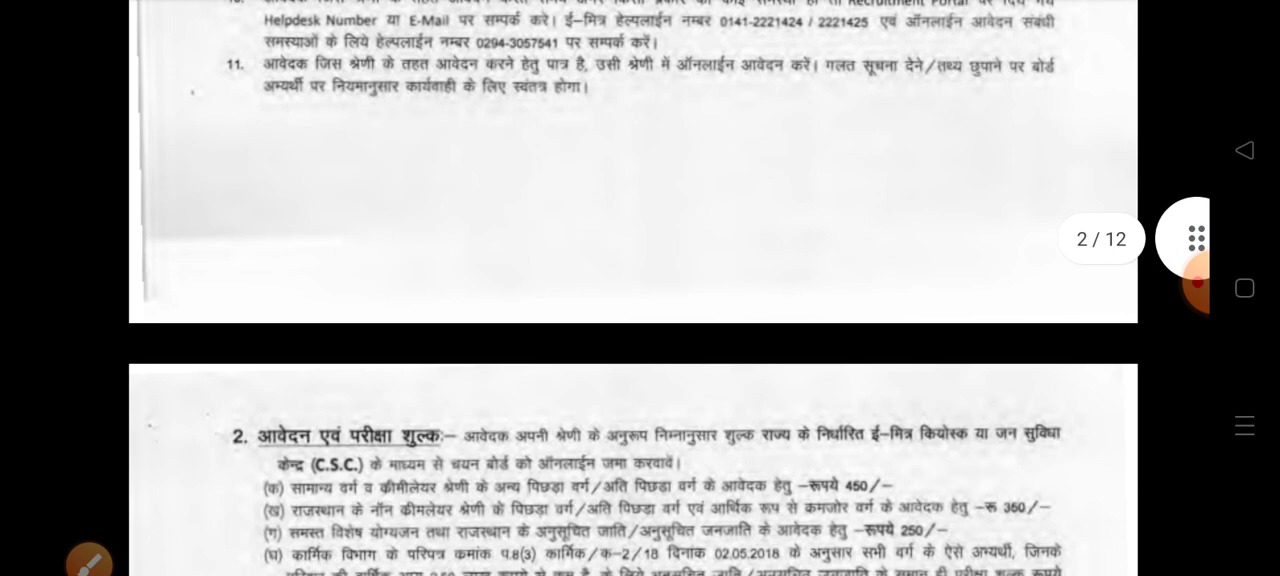 Helpdesk Number या E-Mail पर सम्पर्क करे। ई-मित्र हेल्पलाईन नम्बर 0141-2221424 / 2221425 एवं ऑनलाईन आवेदन संबंधी
समस्याओं के लिये हेल्पलाईन नम्बर 0294-3057541 पर सम्पर्क करें।
11. आवेदक जिस श्रेणी के तहत आवेदन करने हेतु पात्र है, उसी श्रेणी में ऑनलाईन आवेदन करें। गलत सूचना देने/तथ्य छुपाने पर बोर्ड
अभ्यर्थी पर नियमानुसार कार्यवाही के लिए स्वंतत्र होगा।
2 / 12
2. आवेदन एवं परीक्षा शुल्क:– आवेदक अपनी श्रेणी के अनुरूप निम्नानुसार शुल्क राज्य के निर्धारित ई-मित्र कियोस्क या जन सुविधा
केन्द्र (C.S.C.) के माध्यम से चयन बोर्ड को ऑनलाईन जमा करवावें।
(क) सामान्य वर्ग व क्रीमीलेयर श्रेणी के अन्य पिछडा वर्ग/अति पिछडा वर्ग के आवेदक हेतु –रूपये 450/–
(ख) राजस्थान के नॉन क्रीमलेयर श्रेणी के पिछडा वर्ग/अति पिछडा वर्ग एवं आर्थिक रूप से कमजोर वर्ग के आवेदक हेतु –रू 350/–
(ग) समस्त विशेष योग्यजन तथा राजस्थान के अनुसूचित जाति/अनुसूचित जनजाति के आवेदक हेतु –रूपये 250/–
(घ) कार्मिक विभाग के परिपत्र कमांक प.8(3) कार्मिक/क-2/18 दिनांक 02.05.2018 के अनुसार सभी वर्ग के ऐसे अभ्यर्थी, जिनके